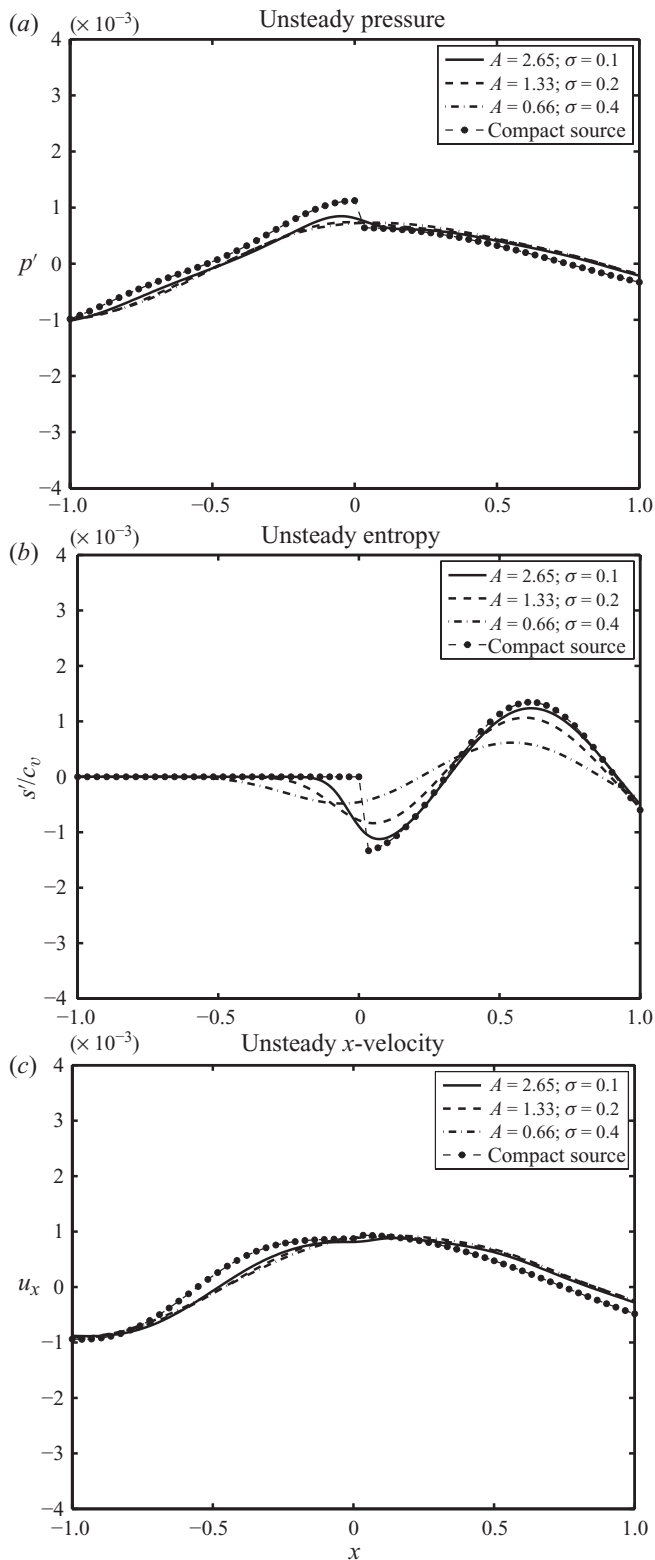 (a)
(× 10⁻³)
Unsteady pressure
4
3
2
1
0
−1
−2
−3
−4
p′
A = 2.65; σ = 0.1
A = 1.33; σ = 0.2
A = 0.66; σ = 0.4
Compact source
−1.0
−0.5
0
0.5
1.0
(b)
(× 10⁻³)
Unsteady entropy
4
3
2
1
0
−1
−2
−3
−4
s′/cᵥ
A = 2.65; σ = 0.1
A = 1.33; σ = 0.2
A = 0.66; σ = 0.4
Compact source
−1.0
−0.5
0
0.5
1.0
(c)
(× 10⁻³)
Unsteady x-velocity
4
3
2
1
0
−1
−2
−3
−4
uₓ
A = 2.65; σ = 0.1
A = 1.33; σ = 0.2
A = 0.66; σ = 0.4
Compact source
−1.0
−0.5
0
0.5
1.0
x